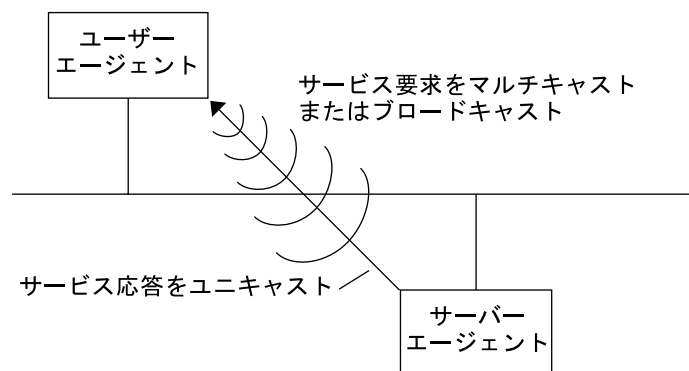 ユーザー
エージェント
サービス要求をマルチキャスト
またはブロードキャスト
サービス応答をユニキャスト
サーバー
エージェント